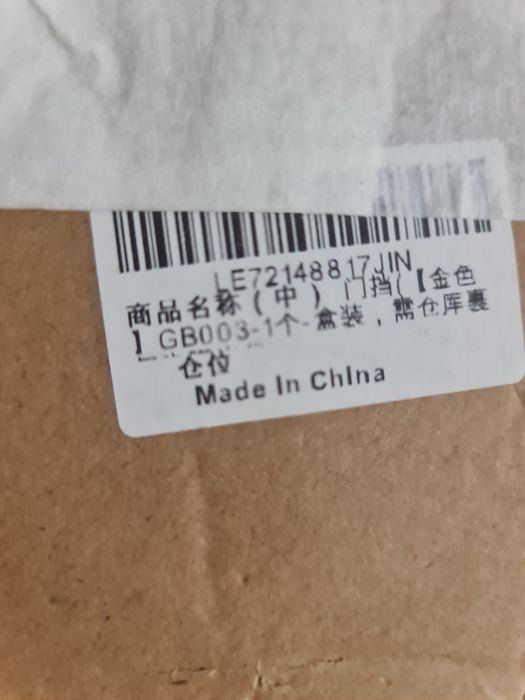 LE72148817JIN
商品名称(中) 门挡(【金色
】GB003-1个-盒装,需仓库裹
仓位
Made In ChIna